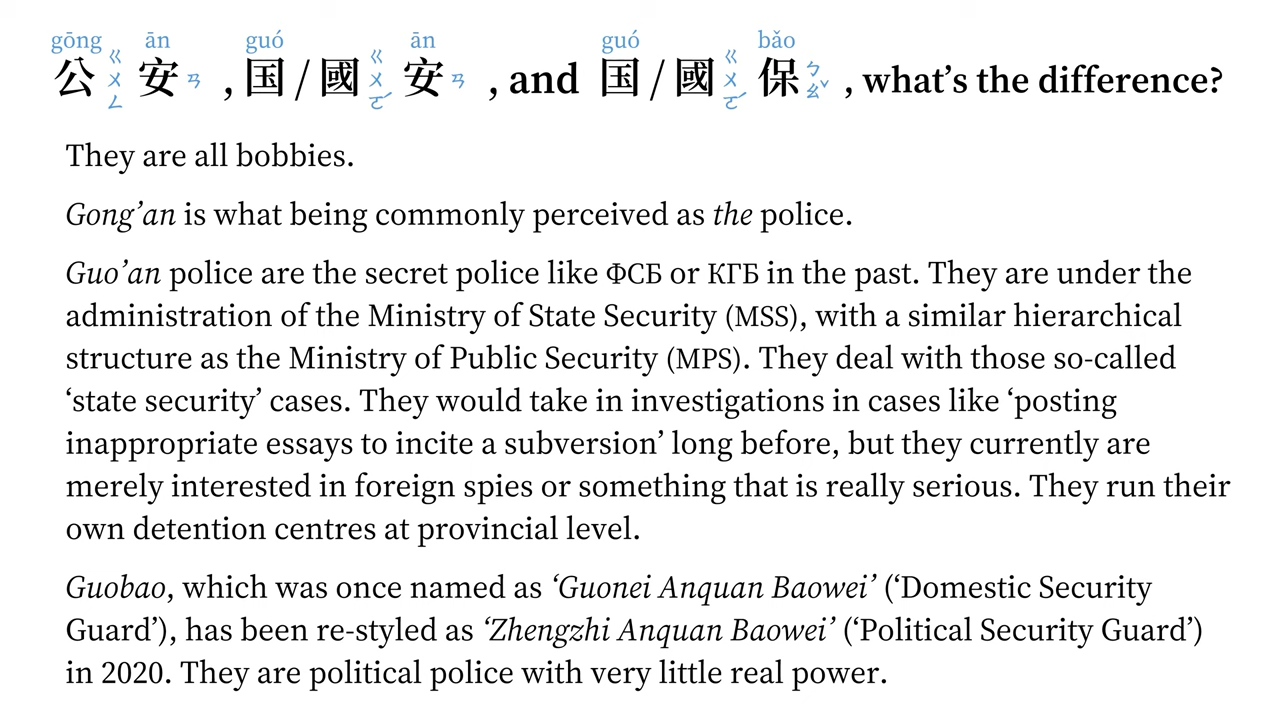 gōng ān guó ān guó bǎo
公ㄍㄨㄥ 安ㄢ , 国 / 國ㄍㄨㄛˊ 安ㄢ , and 国 / 國ㄍㄨㄛˊ 保ㄅㄠˇ , what’s the difference?
They are all bobbies.
Gong’an is what being commonly perceived as the police.
Guo’an police are the secret police like ФСБ or КГБ in the past. They are under the
administration of the Ministry of State Security (MSS), with a similar hierarchical
structure as the Ministry of Public Security (MPS). They deal with those so-called
‘state security’ cases. They would take in investigations in cases like ‘posting
inappropriate essays to incite a subversion’ long before, but they currently are
merely interested in foreign spies or something that is really serious. They run their
own detention centres at provincial level.
Guobao, which was once named as ‘Guonei Anquan Baowei’ (‘Domestic Security
Guard’), has been re-styled as ‘Zhengzhi Anquan Baowei’ (‘Political Security Guard’)
in 2020. They are political police with very little real power.